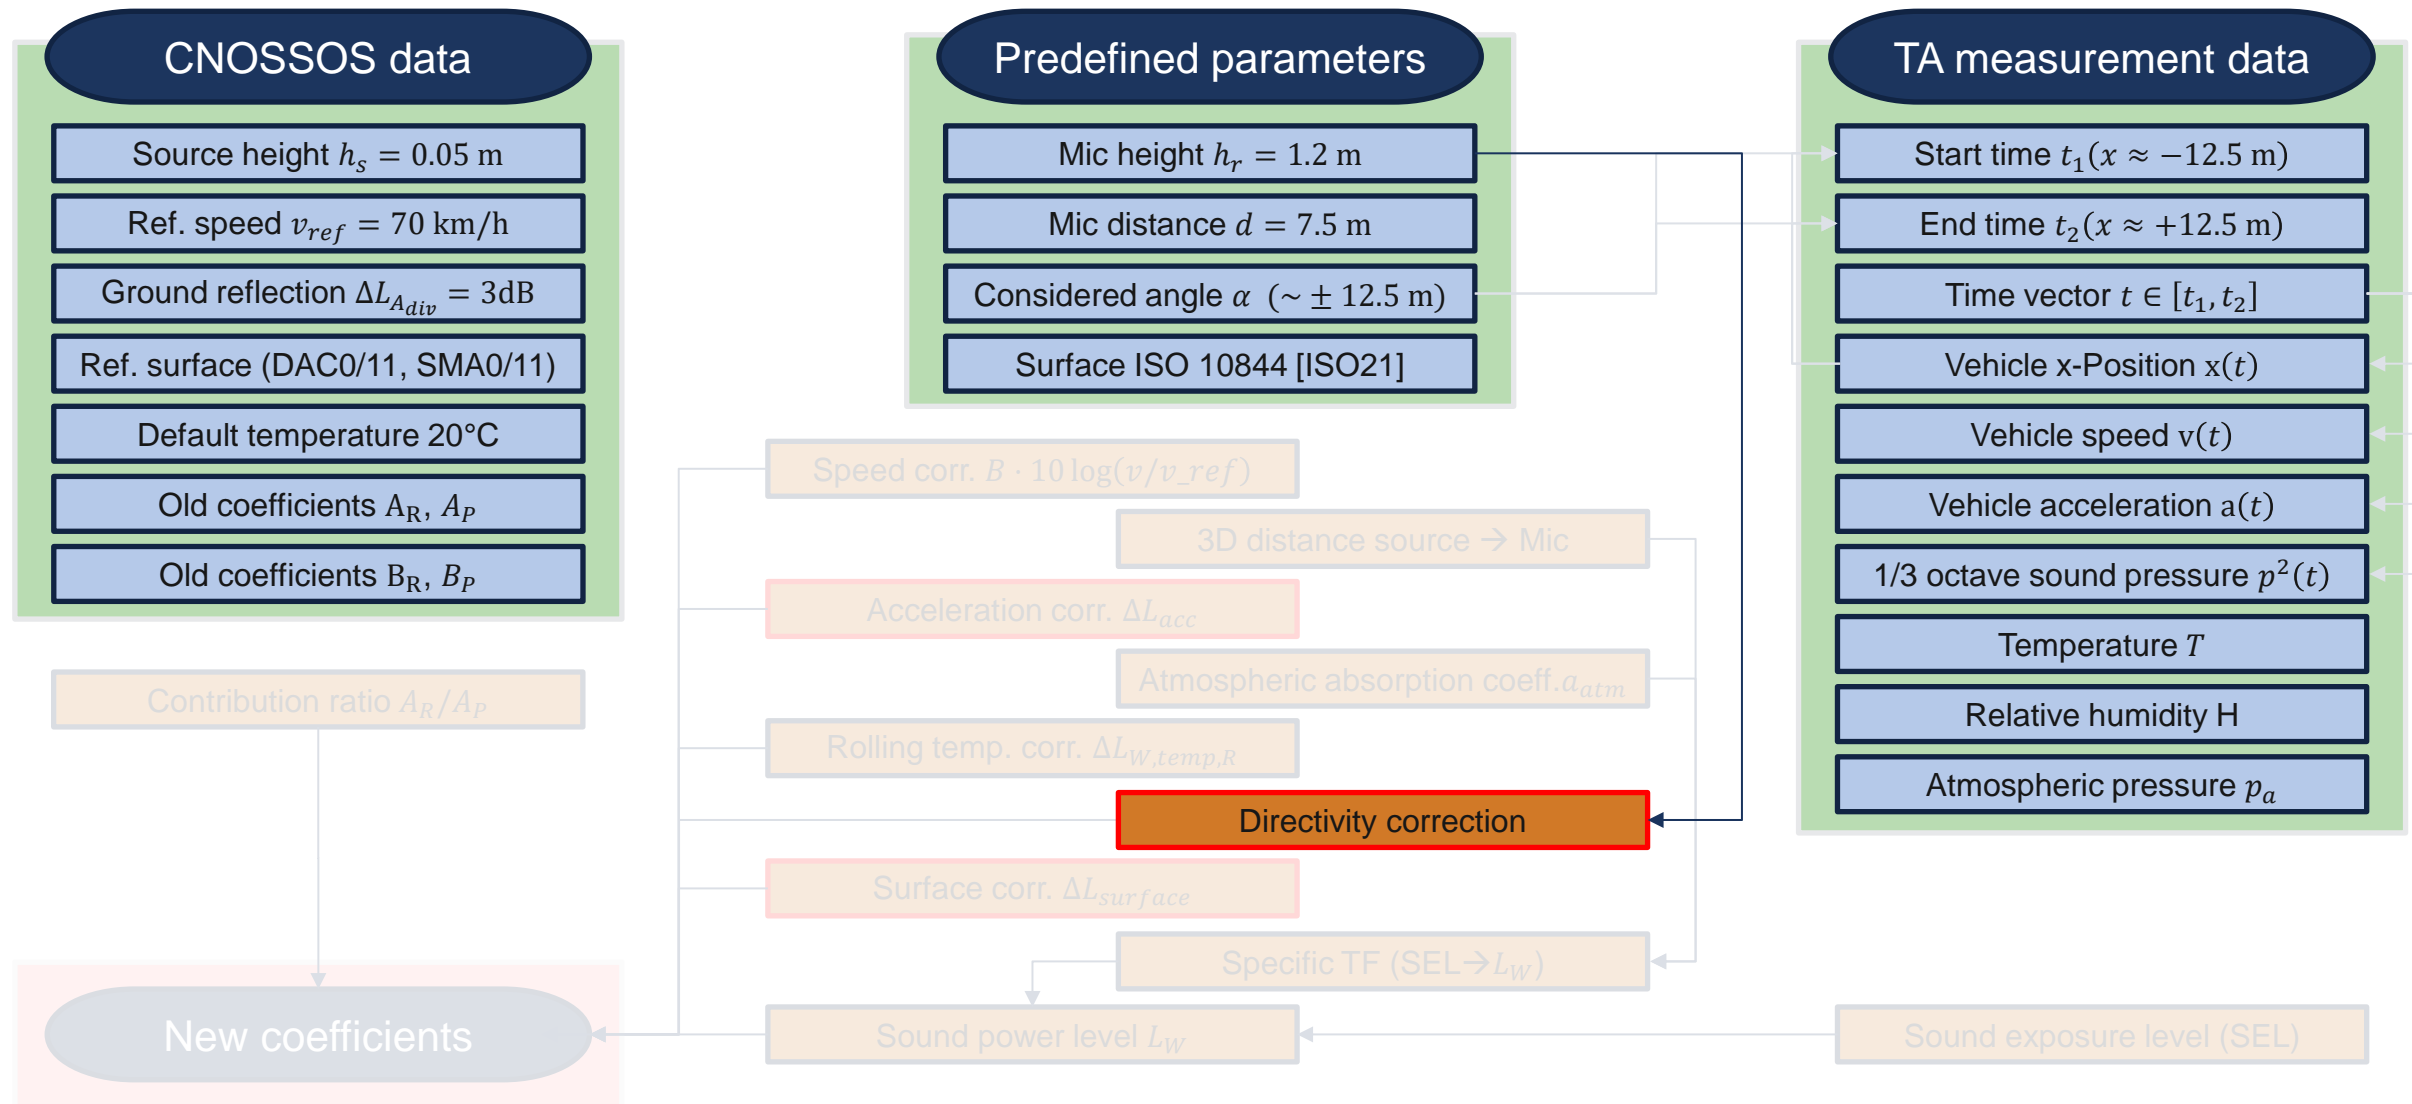 CNOSSOS data
Source height h_s = 0.05 m
Ref. speed v_ref = 70 km/h
Ground reflection ΔL_{A_{div}} = 3dB
Ref. surface (DAC0/11, SMA0/11)
Default temperature 20°C
Old coefficients A_R, A_P
Old coefficients B_R, B_P
Contribution ratio A_R/A_P
New coefficients
Predefined parameters
Mic height h_r = 1.2 m
Mic distance d = 7.5 m
Considered angle α (~ ± 12.5 m)
Surface ISO 10844 [ISO21]
Speed corr. B · 10 log(v/v_ref)
3D distance source → Mic
Acceleration corr. ΔL_acc
Atmospheric absorption coeff. a_atm
Rolling temp. corr. ΔL_{W,temp,R}
Directivity correction
Surface corr. ΔL_surface
Specific TF (SEL→L_W)
Sound power level L_W
TA measurement data
Start time t_1(x ≈ −12.5 m)
End time t_2(x ≈ +12.5 m)
Time vector t ∈ [t_1, t_2]
Vehicle x-Position x(t)
Vehicle speed v(t)
Vehicle acceleration a(t)
1/3 octave sound pressure p²(t)
Temperature T
Relative humidity H
Atmospheric pressure p_a
Sound exposure level (SEL)